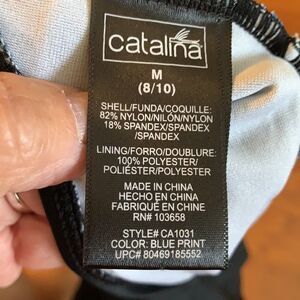 catalina
M
(8/10)
SHELL/FUNDA/COQUILLE:
82% NYLON/NILÓN/NYLON
18% SPANDEX/SPANDEX
/SPANDEX
LINING/FORRO/DOUBLURE:
100% POLYESTER/
POLIÉSTER/POLYESTER
MADE IN CHINA
HECHO EN CHINA
FABRIQUÉ EN CHINE
RN# 103658
STYLE# CA1031
COLOR: BLUE PRINT
UPC# 80469185552